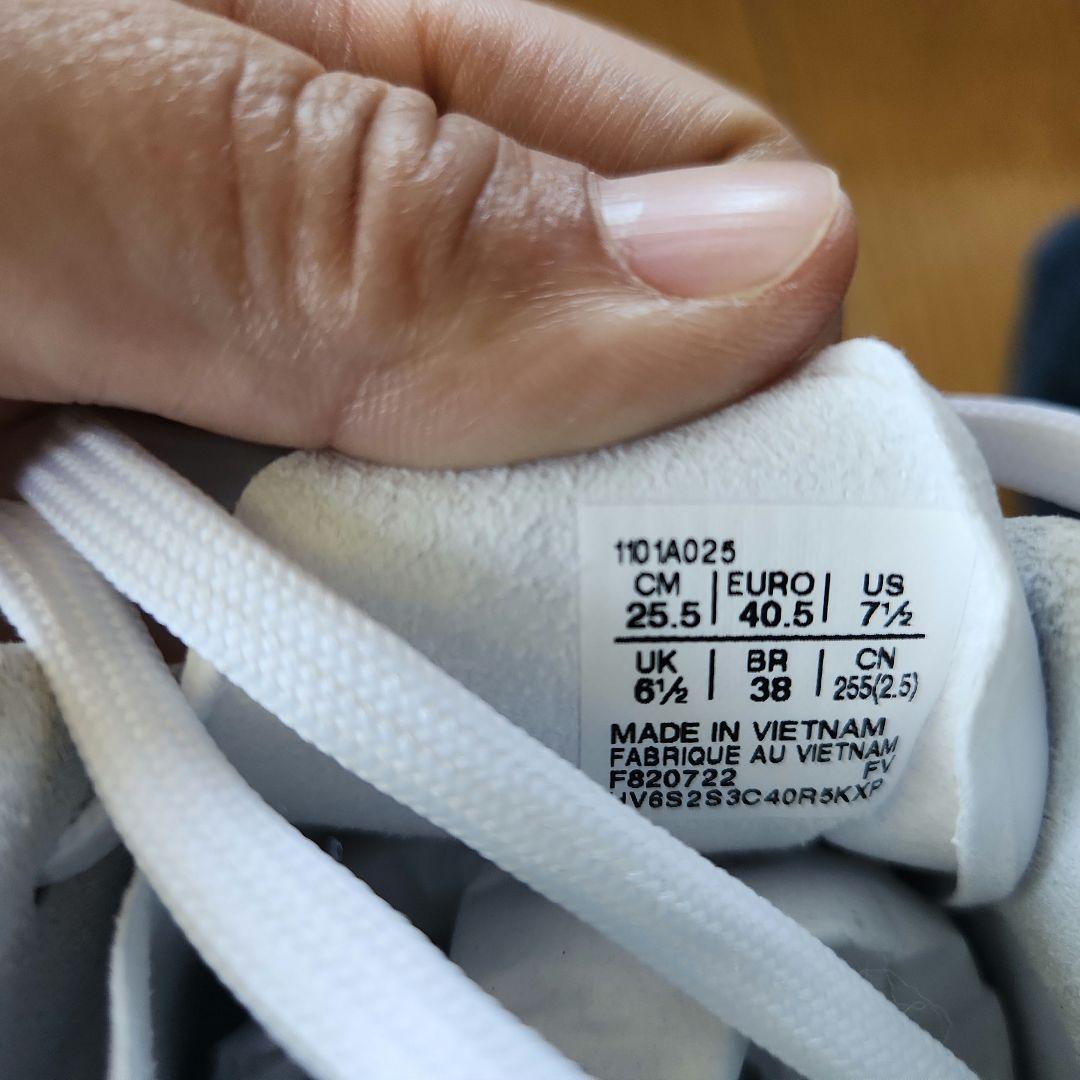 1101A025
CM | EURO | US
25.5 | 40.5 | 7½
UK | BR | CN
6½ | 38 | 255(2.5)
MADE IN VIETNAM
FABRIQUE AU VIETNAM
F820722 FV